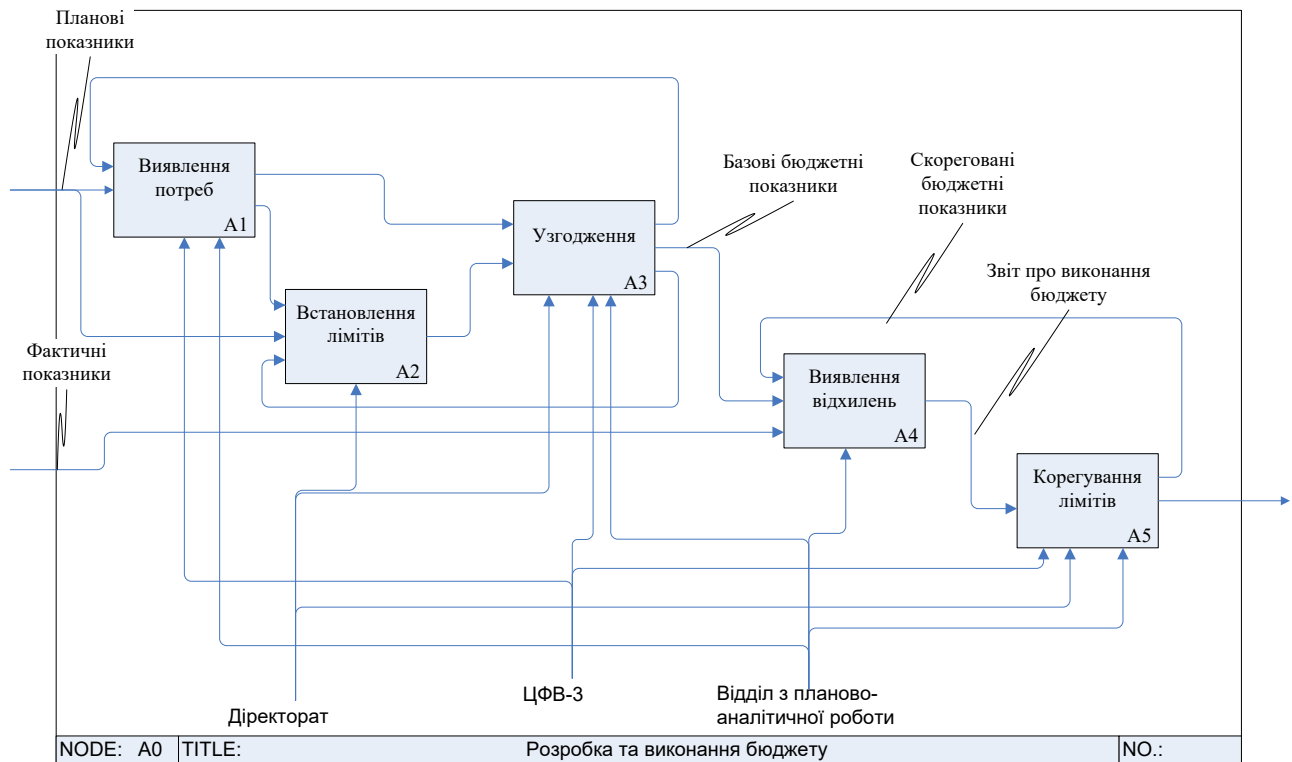 Планові
показники
Виявлення
потреб
A1
Базові бюджетні
показники
Скореговані
бюджетні
показники
Узгодження
A3
Звіт про виконання
бюджету
Встановлення
лімітів
A2
Фактичні
показники
Виявлення
відхилень
A4
Корегування
лімітів
A5
Діректорат
ЦФВ-3
Відділ з планово-
аналітичної роботи
NODE: A0 TITLE: Розробка та виконання бюджету NO.: